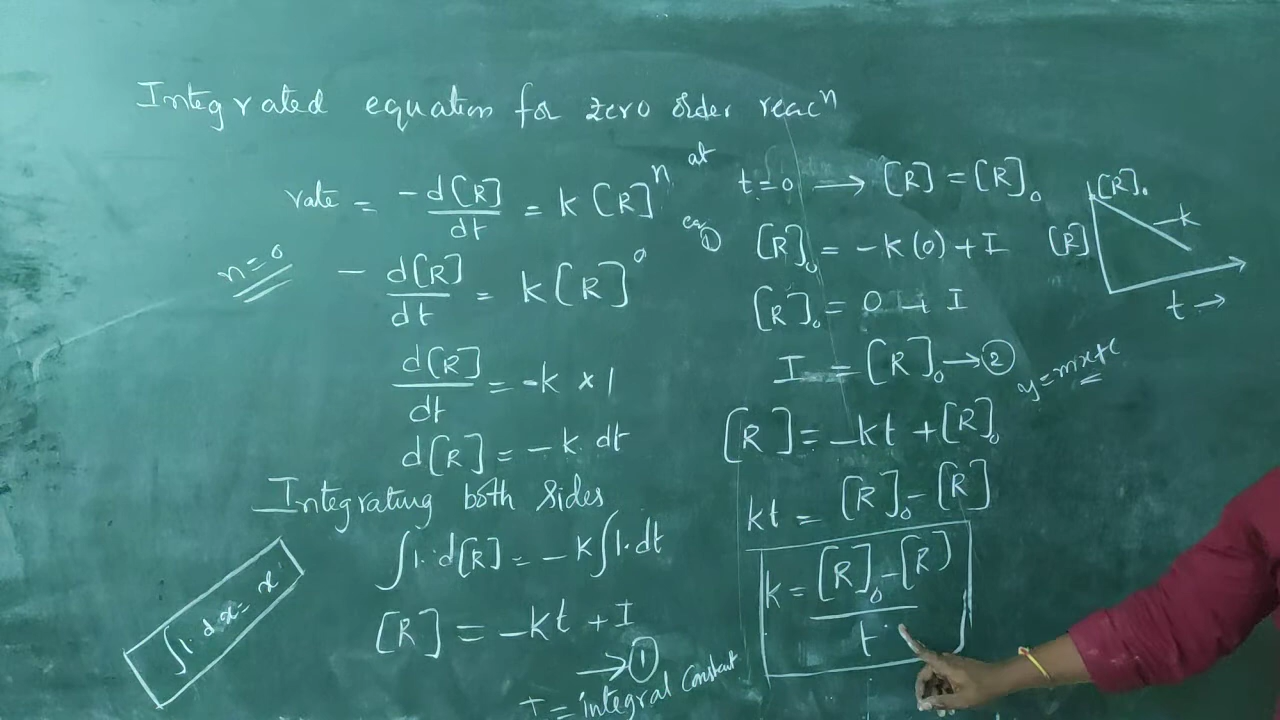 Integrated equation for zero order reacⁿ
rate = -d[R]/dt = k[R]ⁿ
n=0
- d[R]/dt = k[R]⁰
d[R]/dt = -k × 1
d[R] = -k dt
Integrating both sides
∫1. d[R] = -k∫1.dt
∫1.dx = x
[R] = -kt + I
→ ①
I = integral constant
at t=0 → [R] = [R]₀
eq ① [R]₀ = -k(0) + I
[R]₀ = 0 + I
I = [R]₀ → ②
y = mx+c
[R] = -kt + [R]₀
kt = [R]₀ - [R]
k = [R]₀ - [R] / t
[R]₀
-k
[R]
t →